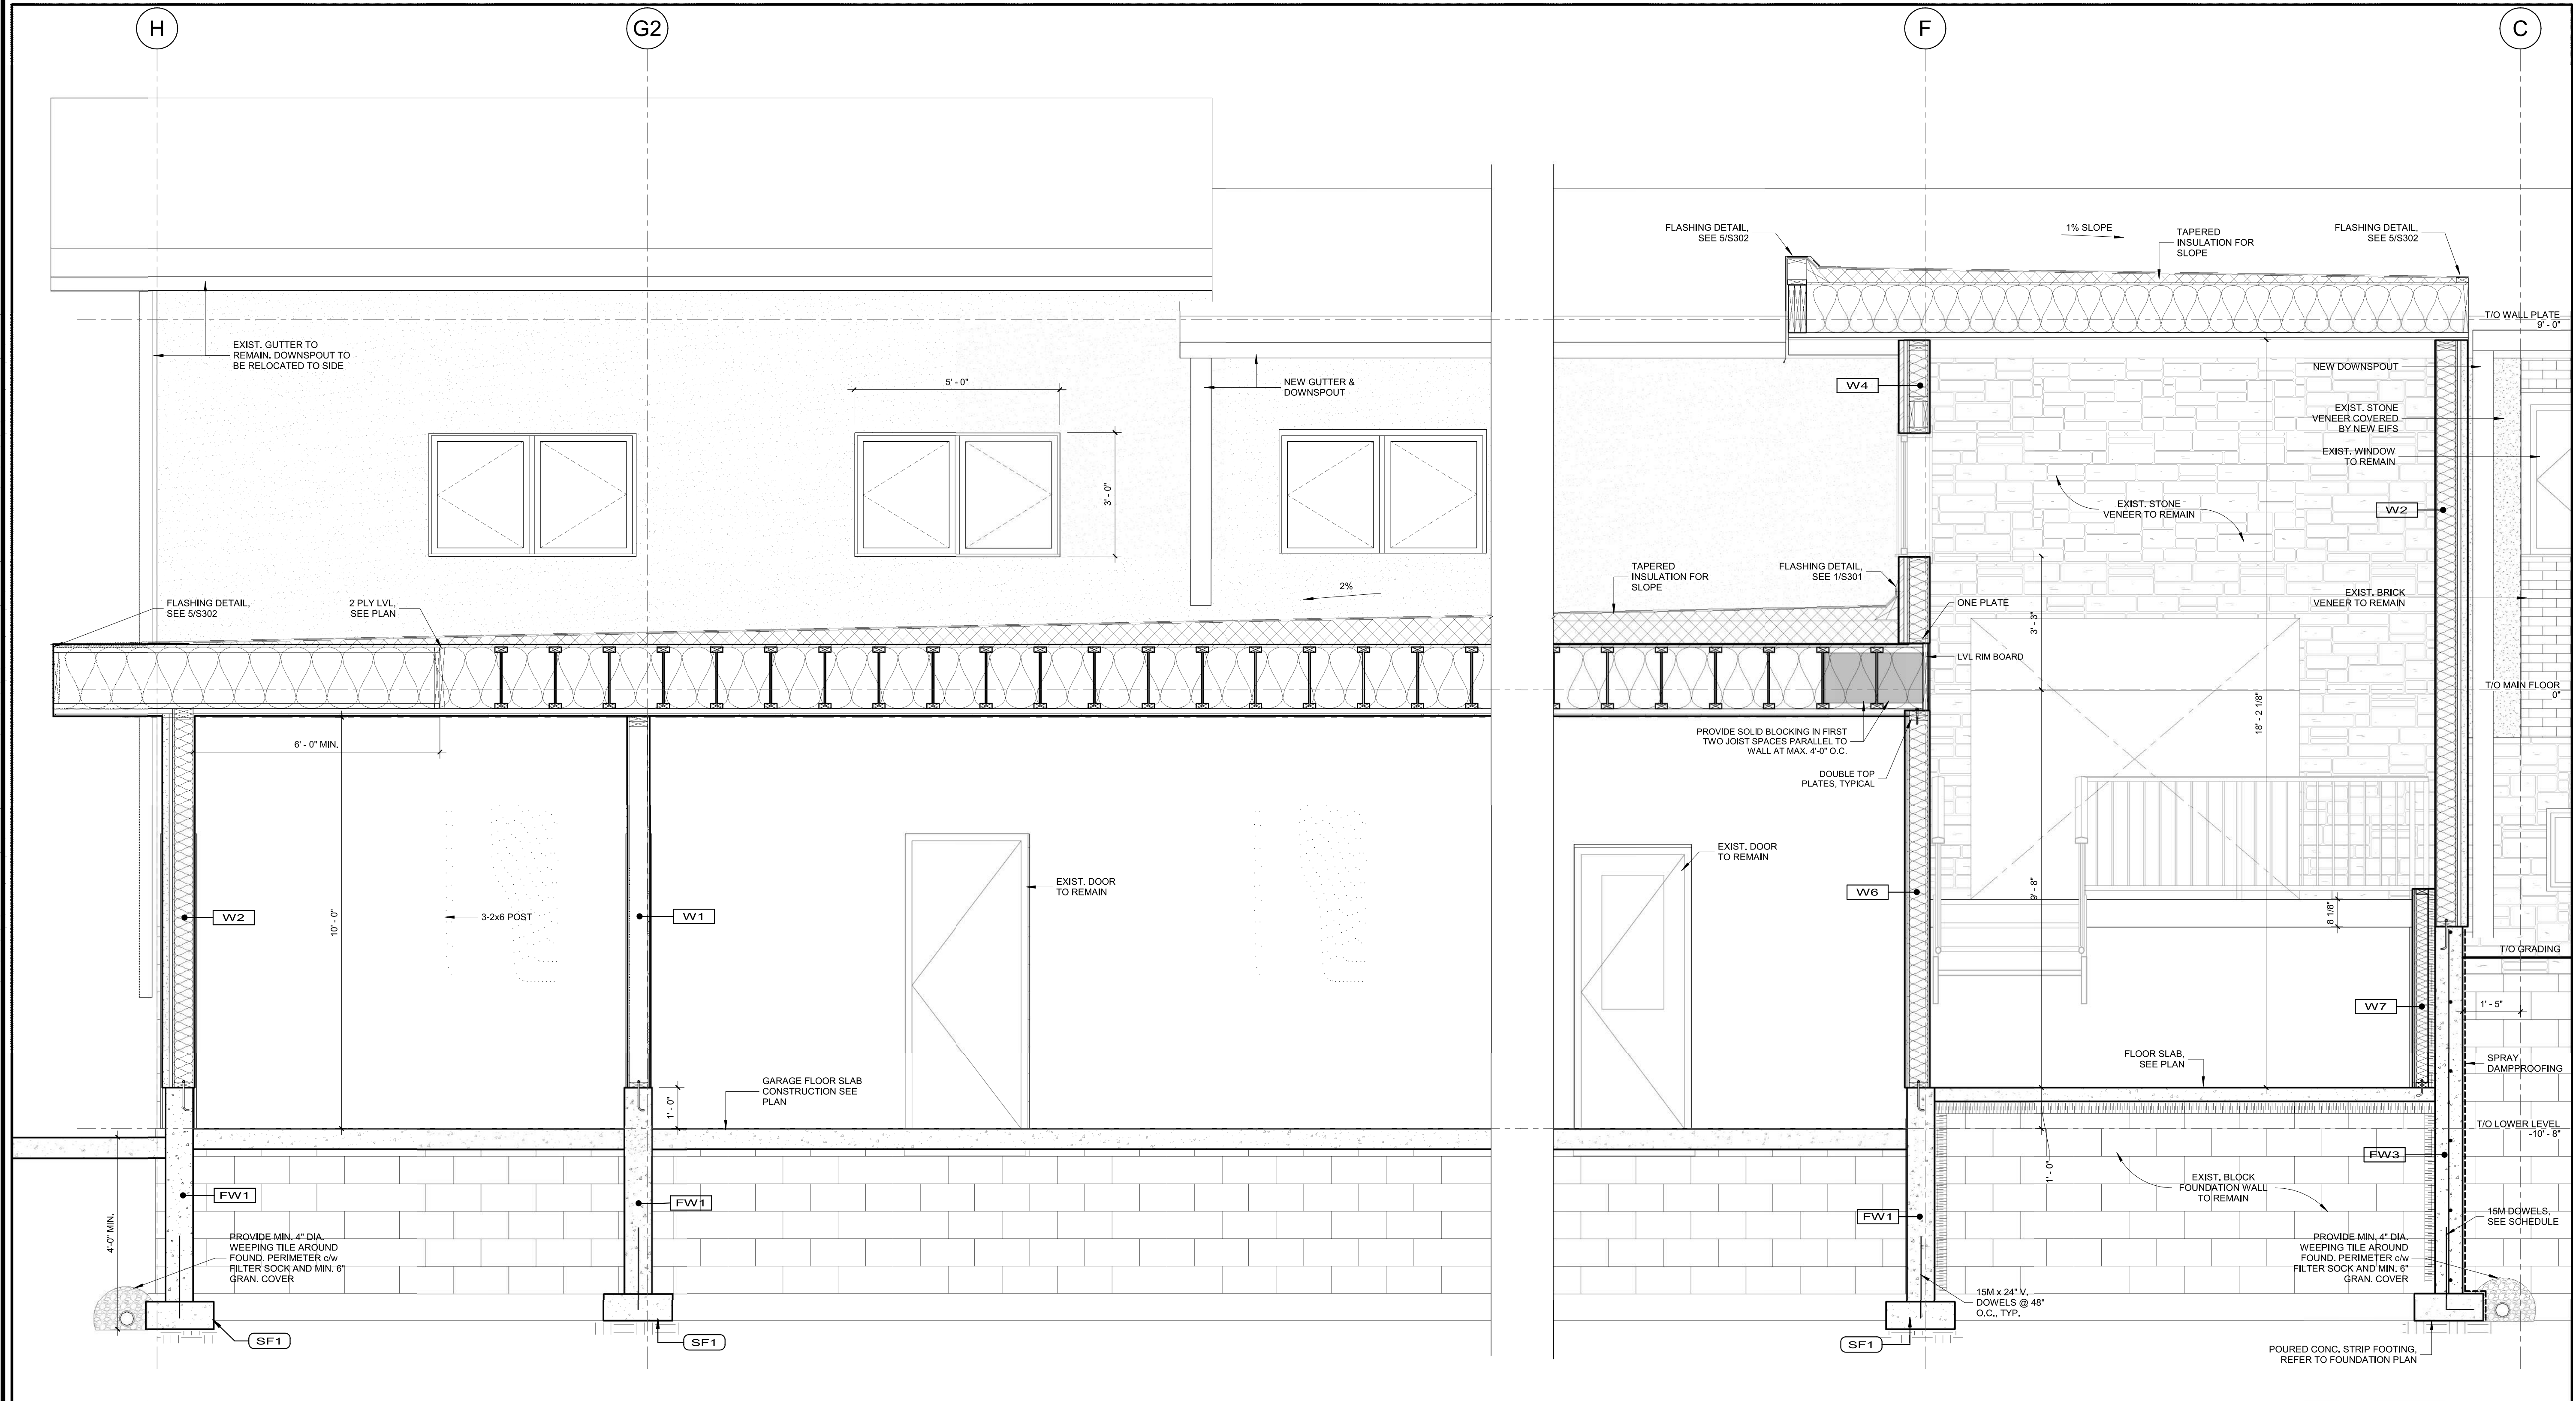 H
G2
F
C
FLASHING DETAIL,
SEE 5/S302
1% SLOPE
TAPERED
INSULATION FOR
SLOPE
FLASHING DETAIL,
SEE 5/S302
T/O WALL PLATE
9' - 0"
EXIST. GUTTER TO
REMAIN. DOWNSPOUT TO
BE RELOCATED TO SIDE
5' - 0"
3' - 0"
NEW GUTTER &
DOWNSPOUT
W4
NEW DOWNSPOUT
EXIST. STONE
VENEER COVERED
BY NEW EIFS
EXIST. WINDOW
TO REMAIN
EXIST. STONE
VENEER TO REMAIN
W2
FLASHING DETAIL,
SEE 5/S302
2 PLY LVL,
SEE PLAN
2%
TAPERED
INSULATION FOR
SLOPE
FLASHING DETAIL,
SEE 1/S301
ONE PLATE
LVL RIM BOARD
3' - 3"
EXIST. BRICK
VENEER TO REMAIN
T/O MAIN FLOOR
0"
18' - 2 1/8"
6' - 0" MIN.
PROVIDE SOLID BLOCKING IN FIRST
TWO JOIST SPACES PARALLEL TO
WALL AT MAX. 4'-0" O.C.
DOUBLE TOP
PLATES, TYPICAL
EXIST. DOOR
TO REMAIN
EXIST. DOOR
TO REMAIN
W2
10' - 0"
3-2x6 POST
W1
W6
9' - 8"
8 1/8"
T/O GRADING
W7
1' - 5"
GARAGE FLOOR SLAB
CONSTRUCTION SEE
PLAN
1' - 0"
FLOOR SLAB,
SEE PLAN
SPRAY
DAMPPROOFING
T/O LOWER LEVEL
-10' - 8"
FW3
1' - 0"
EXIST. BLOCK
FOUNDATION WALL
TO REMAIN
FW1
FW1
FW1
15M DOWELS,
SEE SCHEDULE
4'-0" MIN.
PROVIDE MIN. 4" DIA.
WEEPING TILE AROUND
FOUND. PERIMETER c/w
FILTER SOCK AND MIN. 6"
GRAN. COVER
PROVIDE MIN. 4" DIA.
WEEPING TILE AROUND
FOUND. PERIMETER c/w
FILTER SOCK AND MIN. 6"
GRAN. COVER
15M x 24" V.
DOWELS @ 48"
O.C., TYP.
SF1
SF1
SF1
POURED CONC. STRIP FOOTING,
REFER TO FOUNDATION PLAN